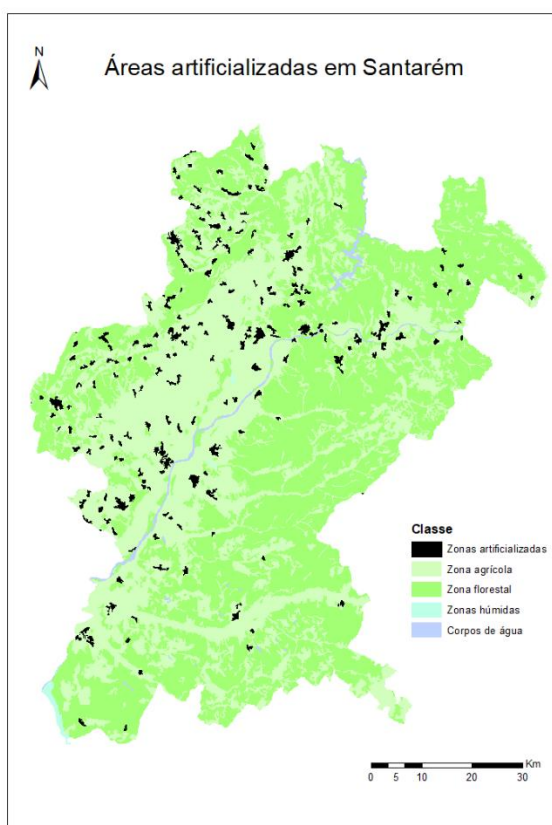 N
Áreas artificializadas em Santarém
Classe
Zonas artificializadas
Zona agrícola
Zona florestal
Zonas húmidas
Corpos de água
Km
0 5 10 20 30